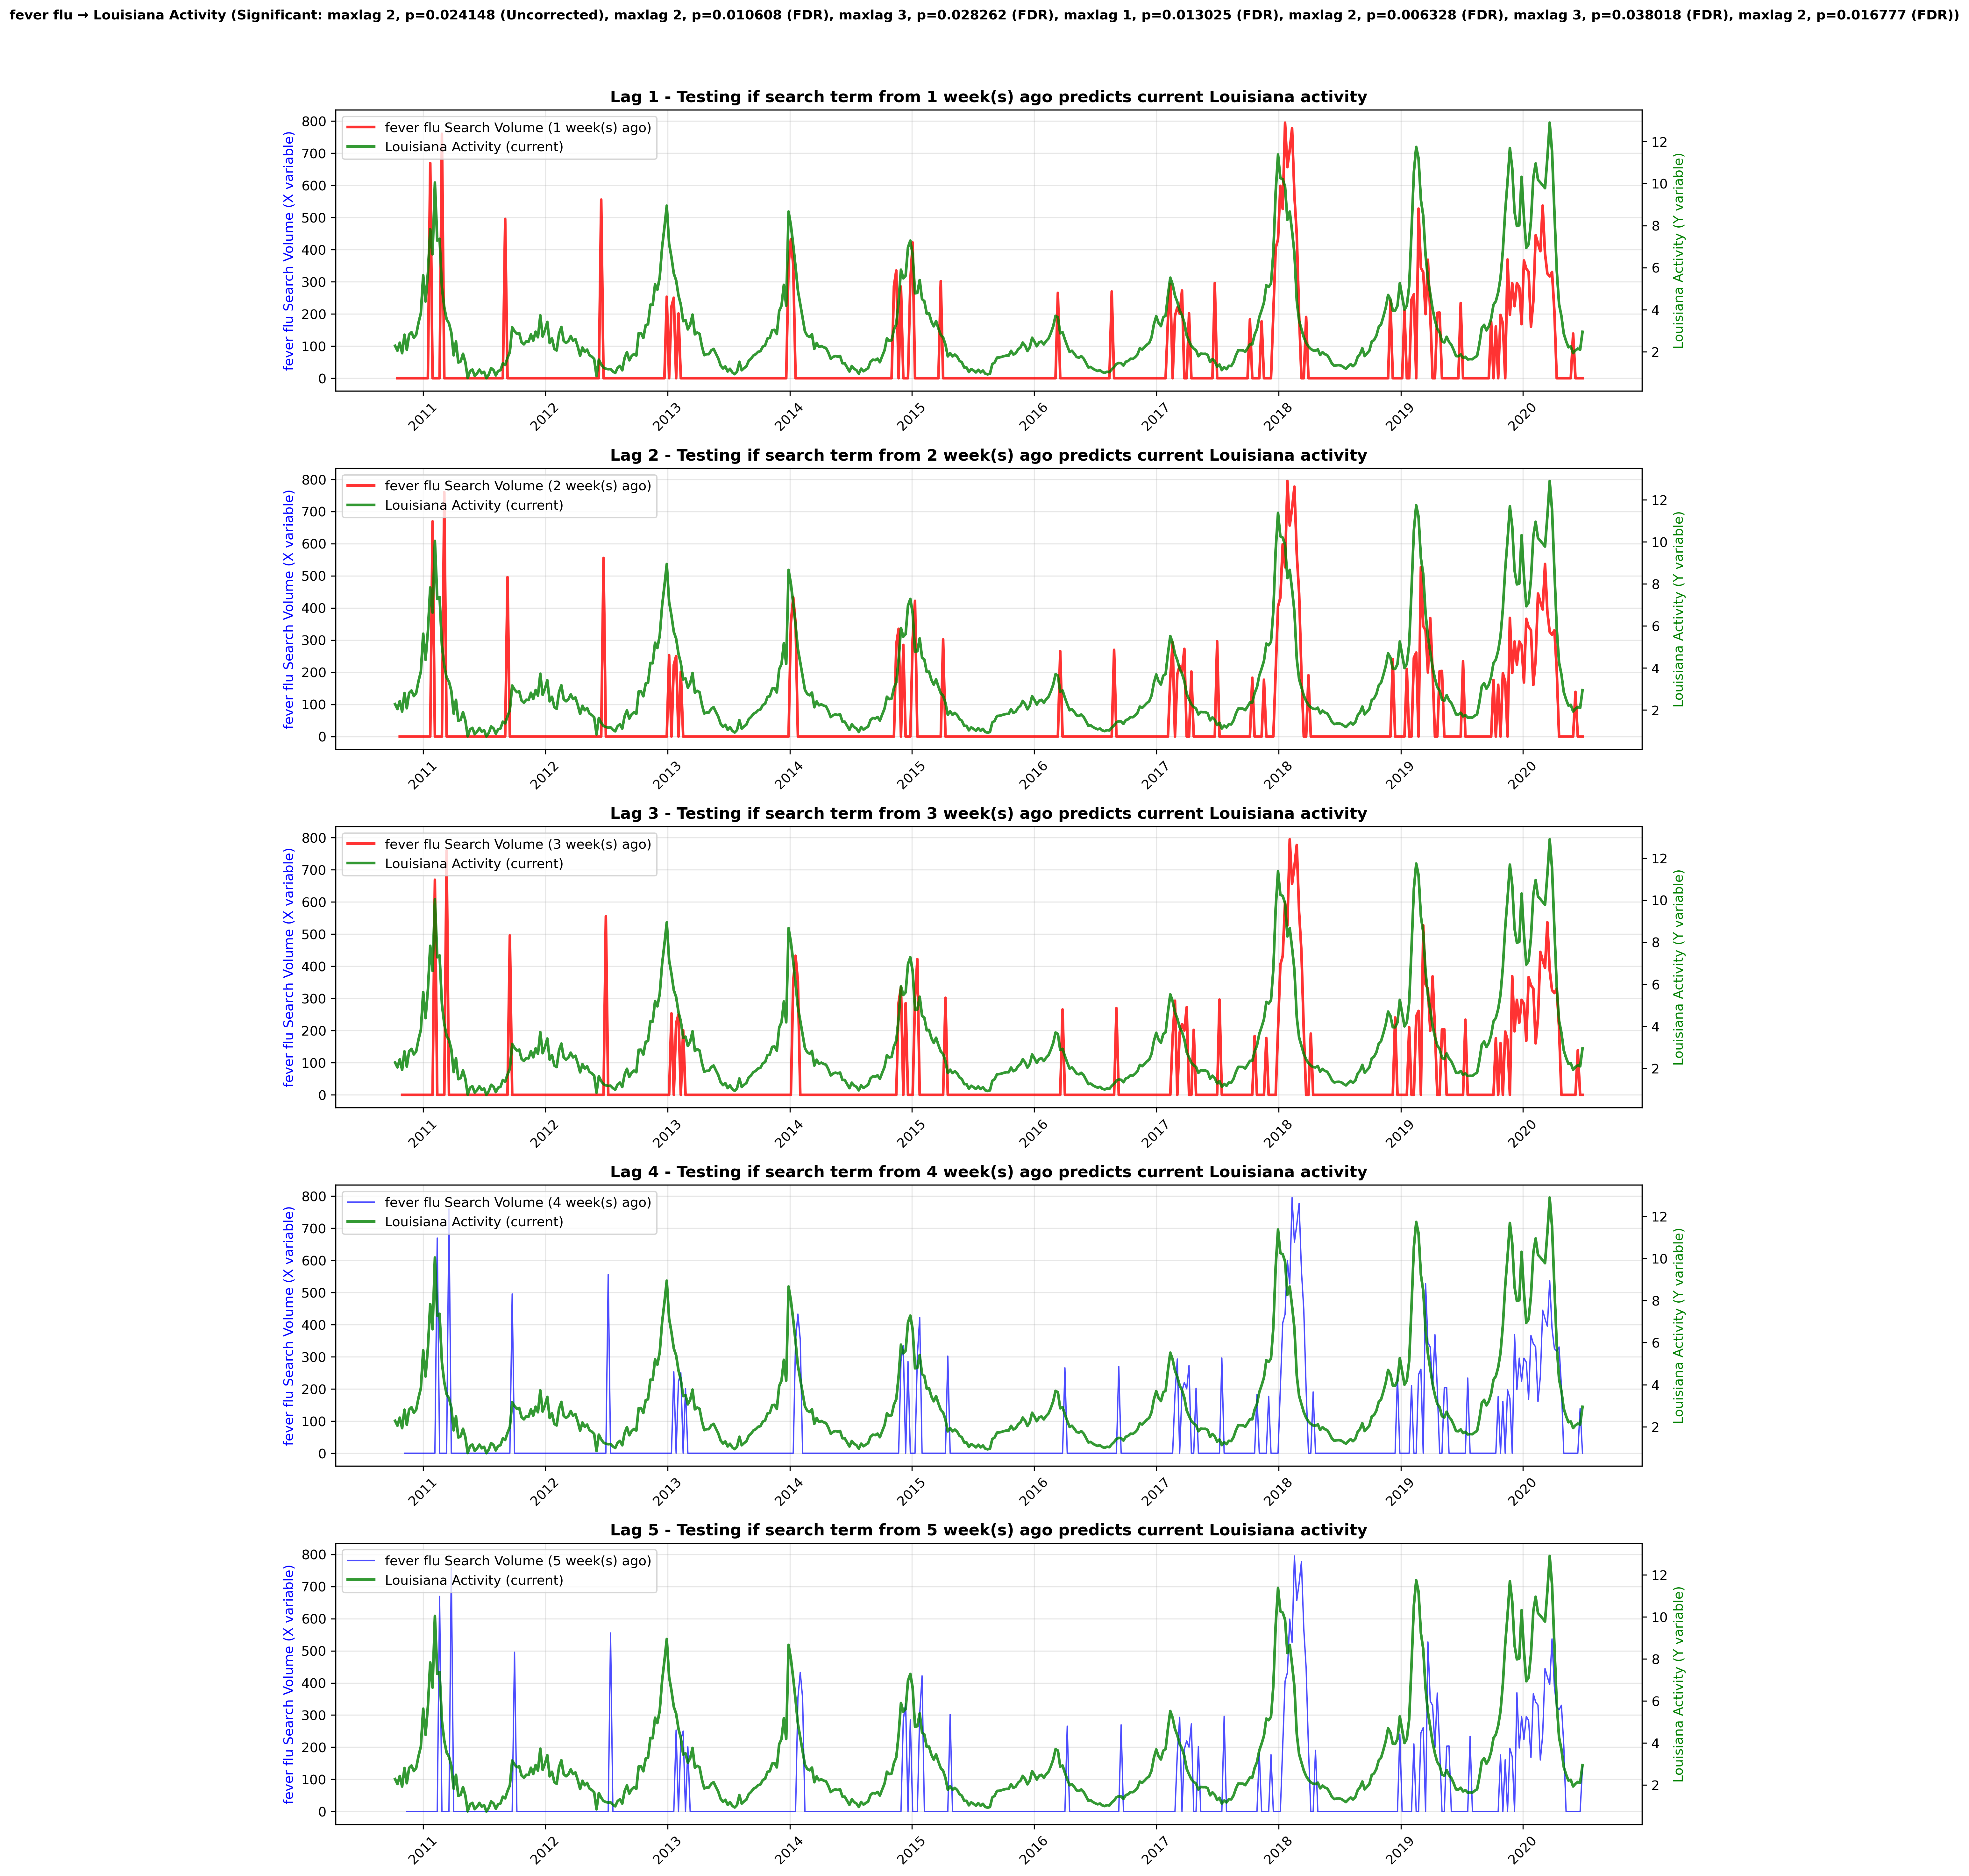 fever flu → Louisiana Activity (Significant: maxlag 2, p=0.024148 (Uncorrected), maxlag 2, p=0.010608 (FDR), maxlag 3, p=0.028262 (FDR), maxlag 1, p=0.013025 (FDR), maxlag 2, p=0.006328 (FDR), maxlag 3, p=0.038018 (FDR), maxlag 2, p=0.016777 (FDR))
Lag 1 - Testing if search term from 1 week(s) ago predicts current Louisiana activity
fever flu Search Volume (1 week(s) ago)
Louisiana Activity (current)
fever flu Search Volume (X variable)
800
700
600
500
400
300
200
100
0
12
10
8
6
4
2
Louisiana Activity (Y variable)
2011 2012 2013 2014 2015 2016 2017 2018 2019 2020
Lag 2 - Testing if search term from 2 week(s) ago predicts current Louisiana activity
fever flu Search Volume (2 week(s) ago)
Louisiana Activity (current)
fever flu Search Volume (X variable)
800
700
600
500
400
300
200
100
0
12
10
8
6
4
2
Louisiana Activity (Y variable)
2011 2012 2013 2014 2015 2016 2017 2018 2019 2020
Lag 3 - Testing if search term from 3 week(s) ago predicts current Louisiana activity
fever flu Search Volume (3 week(s) ago)
Louisiana Activity (current)
fever flu Search Volume (X variable)
800
700
600
500
400
300
200
100
0
12
10
8
6
4
2
Louisiana Activity (Y variable)
2011 2012 2013 2014 2015 2016 2017 2018 2019 2020
Lag 4 - Testing if search term from 4 week(s) ago predicts current Louisiana activity
fever flu Search Volume (4 week(s) ago)
Louisiana Activity (current)
fever flu Search Volume (X variable)
800
700
600
500
400
300
200
100
0
12
10
8
6
4
2
Louisiana Activity (Y variable)
2011 2012 2013 2014 2015 2016 2017 2018 2019 2020
Lag 5 - Testing if search term from 5 week(s) ago predicts current Louisiana activity
fever flu Search Volume (5 week(s) ago)
Louisiana Activity (current)
fever flu Search Volume (X variable)
800
700
600
500
400
300
200
100
0
12
10
8
6
4
2
Louisiana Activity (Y variable)
2011 2012 2013 2014 2015 2016 2017 2018 2019 2020